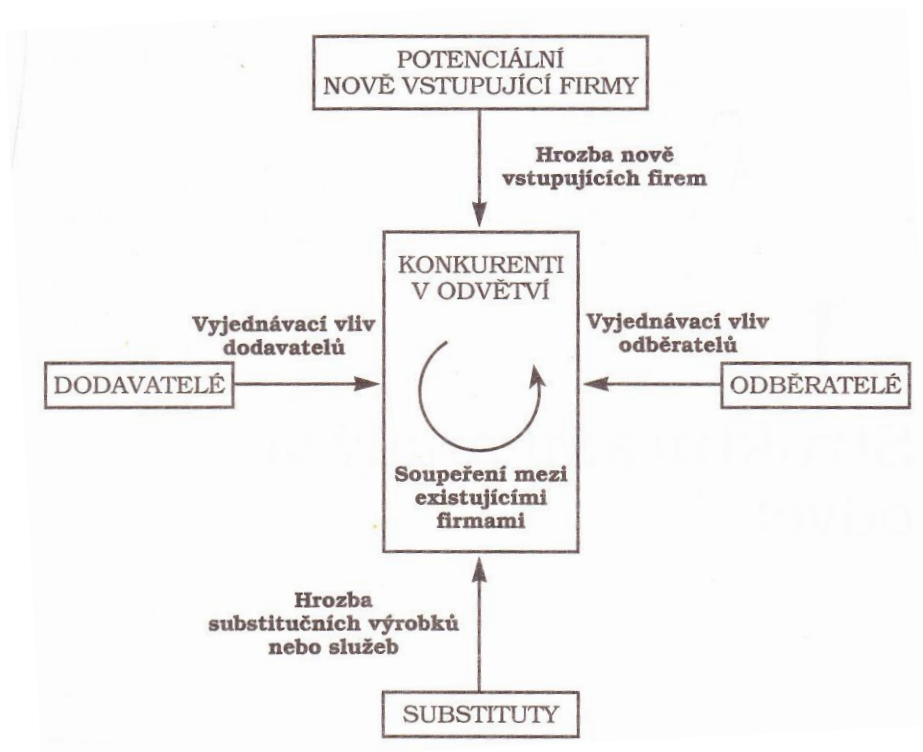 POTENCIÁLNÍ
NOVĚ VSTUPUJÍCÍ FIRMY
Hrozba nově
vstupujících firem
KONKURENTI
V ODVĚTVÍ
Vyjednávací vliv
dodavatelů
Vyjednávací vliv
odběratelů
DODAVATELÉ
ODBĚRATELÉ
Soupeření mezi
existujícími
firmami
Hrozba
substitučních výrobků
nebo služeb
SUBSTITUTY